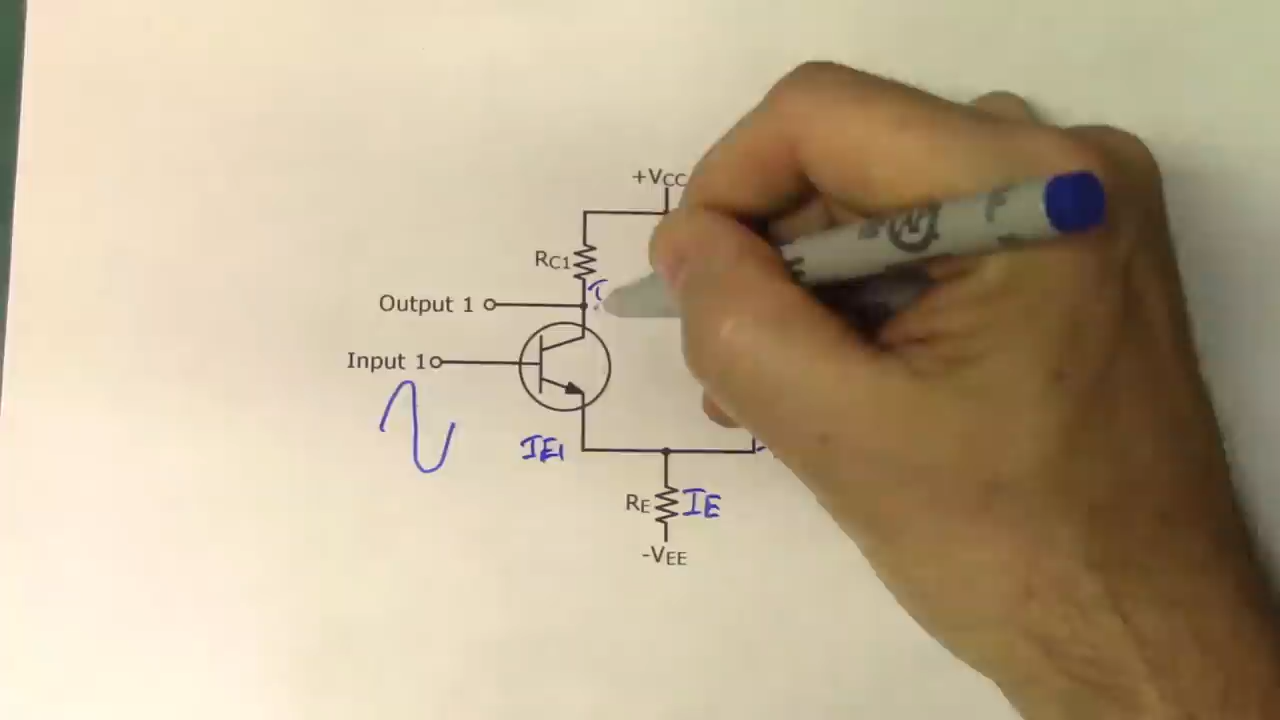 +VCC
RC1
Output 1
Input 1
IE1
RE IE
-VEE